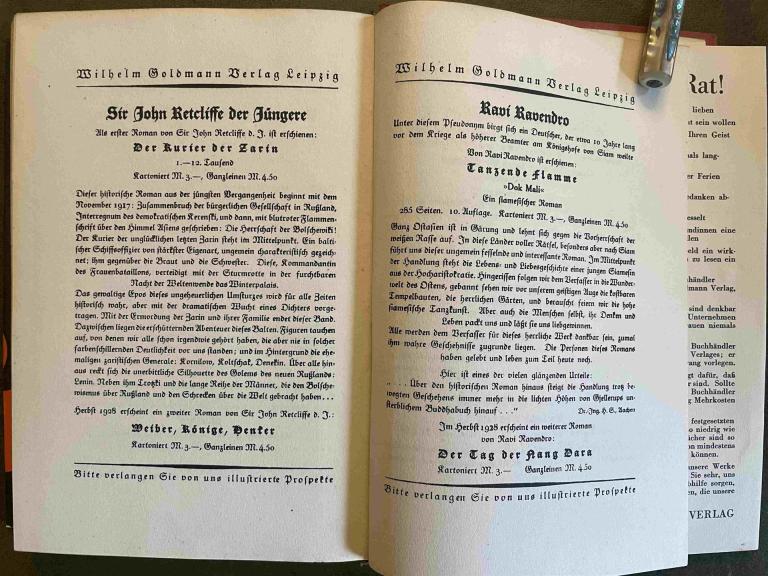 Wilhelm Goldmann Verlag Leipzig
Sir John Retcliffe der Jüngere
Als erster Roman von Sir John Retcliffe d. J. ist erschienen:
Der Kurier der Zarin
1.—12. Tausend
Kartoniert M. 3.—, Ganzleinen M. 4.50
Dieser historische Roman aus der jüngsten Vergangenheit beginnt mit dem
November 1917: Zusammenbruch der bürgerlichen Gesellschaft in Rußland,
Interregnum des demokratischen Kerenski, und dann, mit blutroter Flammen-
schrift über den Himmel Asiens geschrieben: Die Herrschaft der Bolschewiki!
Der Kurier der unglücklichen letzten Zarin steht im Mittelpunkt. Ein balti-
scher Schiffsoffizier von stärkster Eigenart, ungemein charakteristisch gezeich-
net; ihm gegenüber die Braut und die Schwester. Diese, Kommandantin
des Frauenbataillons, verteidigt mit der Sturmrotte in der furchtbaren
Nacht der Weltenwende das Winterpalais.
Das gewaltige Epos dieses ungeheuerlichen Umsturzes wird für alle Zeiten
historisch wahr, aber mit der dramatischen Wucht eines Dichters vorge-
tragen. Mit der Ermordung der Zarin und ihrer Familie endet dieser Band.
Dazwischen liegen die erschütternden Abenteuer dieses Balten. Figuren tauchen
auf, von denen wir alle schon irgendwie gehört haben, die aber nie in solcher
farbenschillernden Deutlichkeit vor uns standen; und im Hintergrund die ehe-
maligen zaristischen Generale: Kornilow, Koltschak, Denekin. Über alle hin-
aus reckt sich die unerbittliche Silhouette des Golems des neuen Rußlands:
Lenin. Neben ihm Trotzki und die lange Reihe der Männer, die den Bolsche-
wismus über Rußland und den Schrecken über die Welt gebracht haben...
Herbst 1928 erscheint ein zweiter Roman von Sir John Retcliffe d. J.:
Weiber, Könige, Henker
Kartoniert M. 3.—, Ganzleinen M. 4.50
Bitte verlangen Sie von uns illustrierte Prospekte
Wilhelm Goldmann Verlag Leipzig
Ravi Ravendro
Unter diesem Pseudonym birgt sich ein Deutscher, der etwa 10 Jahre lang
vor dem Kriege als höherer Beamter am Königshofe von Siam weilte
Von Ravi Ravendro ist erschienen:
Tanzende Flamme
»Dok Mali«
Ein siamesischer Roman
285 Seiten. 10. Auflage. Kartoniert M. 3.—, Ganzleinen M. 4.50
Ganz Ostasien ist in Gärung und lehnt sich gegen die Vorherrschaft der
weißen Rasse auf. In diese Länder voller Rätsel, besonders aber nach Siam
führt uns dieser ungemein fesselnde und interessante Roman. Im Mittelpunkt
der Handlung steht die Lebens- und Liebesgeschichte einer jungen Siamesin
aus der Hocharistokratie. Hingerissen folgen wir dem Verfasser in die Wunder-
welt des Ostens, gebannt sehen wir vor unserem geistigen Auge die kostbaren
Tempelbauten, die herrlichen Gärten, und berauscht feiern wir die hohe
siamesische Tanzkunst. Aber auch die Menschen selbst, ihr Denken und
Leben packt uns und läßt sie uns liebgewinnen.
Alle werden dem Verfasser für dieses herrliche Werk dankbar sein, zumal
ihm wahre Geschehnisse zugrunde liegen. Die Personen dieses Romans
haben gelebt und leben zum Teil heute noch.
Hier ist eines der vielen glänzenden Urteile:
„ . . . Über den historischen Roman hinaus steigt die Handlung trotz be-
wegten Geschehens immer mehr in die lichten Höhen von Gjellerups un-
sterblichem Buddhabuch hinauf . . ." Dr.-Ing. H. S. Aachen
Im Herbst 1928 erscheint ein weiterer Roman
von Ravi Ravendro:
Der Tag der Nang Dara
Kartoniert M. 3.— Ganzleinen M. 4.50
Bitte verlangen Sie von uns illustrierte Prospekte
Rat!
lieben
sein wollen
Ihren Geist
als lang-
er Ferien
danken ab-
esselt
dinnen eine
ld ein wirk-
zu lesen ein
händler
mann Verlag,
sind denkbar
Unternehmen
auen niemals
Buchhändler
Verlages; er
ang vorlegen.
gt dafür, daß
sind. Sollte
Buchhändler
Mehrkosten
festgesetzten
o niedrig wie
icher sind so
n mindestens
können.
unsere Werke
Sie sehr, uns
bhilfe sorgen,
en, die unsere
VERLAG